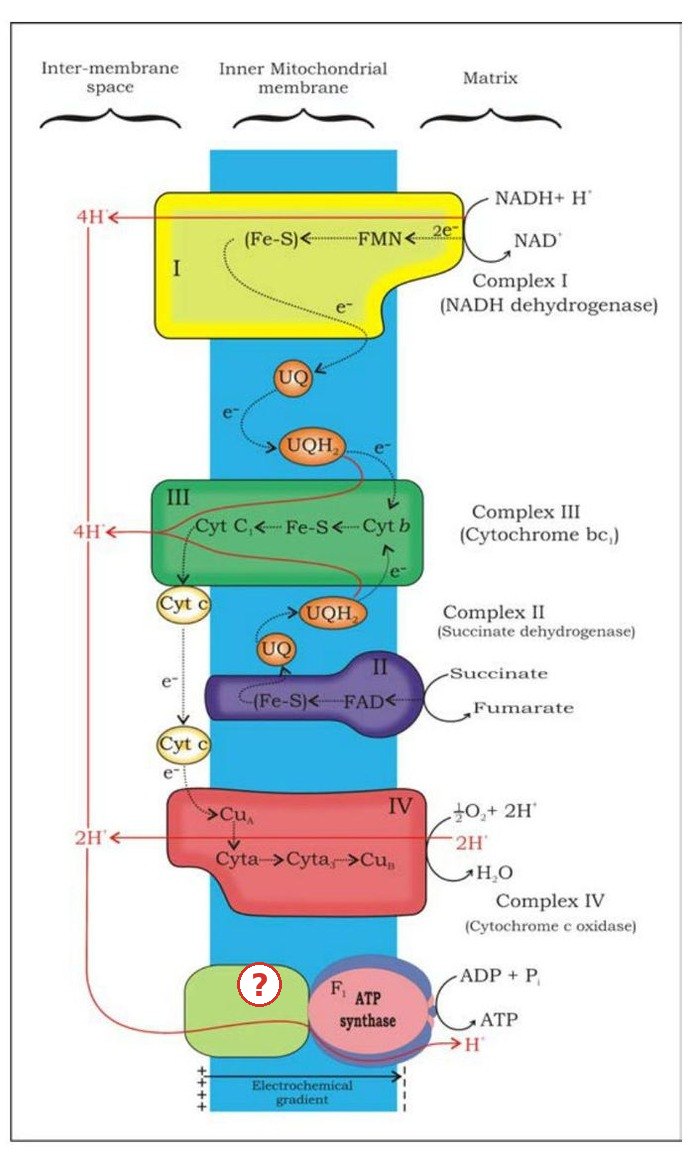 Inter-membrane
space
Inner Mitochondrial
membrane
Matrix
4H⁺
NADH+ H⁺
(Fe-S)
FMN
2e⁻
NAD⁺
I
Complex I
(NADH dehydrogenase)
e⁻
UQ
e⁻
UQH₂
e⁻
III
Complex III
(Cytochrome bc₁)
4H⁺
Cyt C₁
Fe-S
Cyt b
e⁻
Cyt c
UQH₂
Complex II
(Succinate dehydrogenase)
UQ
II
Succinate
e⁻
(Fe-S)
FAD
Fumarate
Cyt c
e⁻
IV
½O₂+ 2H⁺
Cu_A
2H⁺
2H⁺
Cyta
Cyta₃
Cu_B
H₂O
Complex IV
(Cytochrome c oxidase)
?
F₁
ATP
synthase
ADP + Pᵢ
ATP
H⁺
+ + + +
Electrochemical
gradient